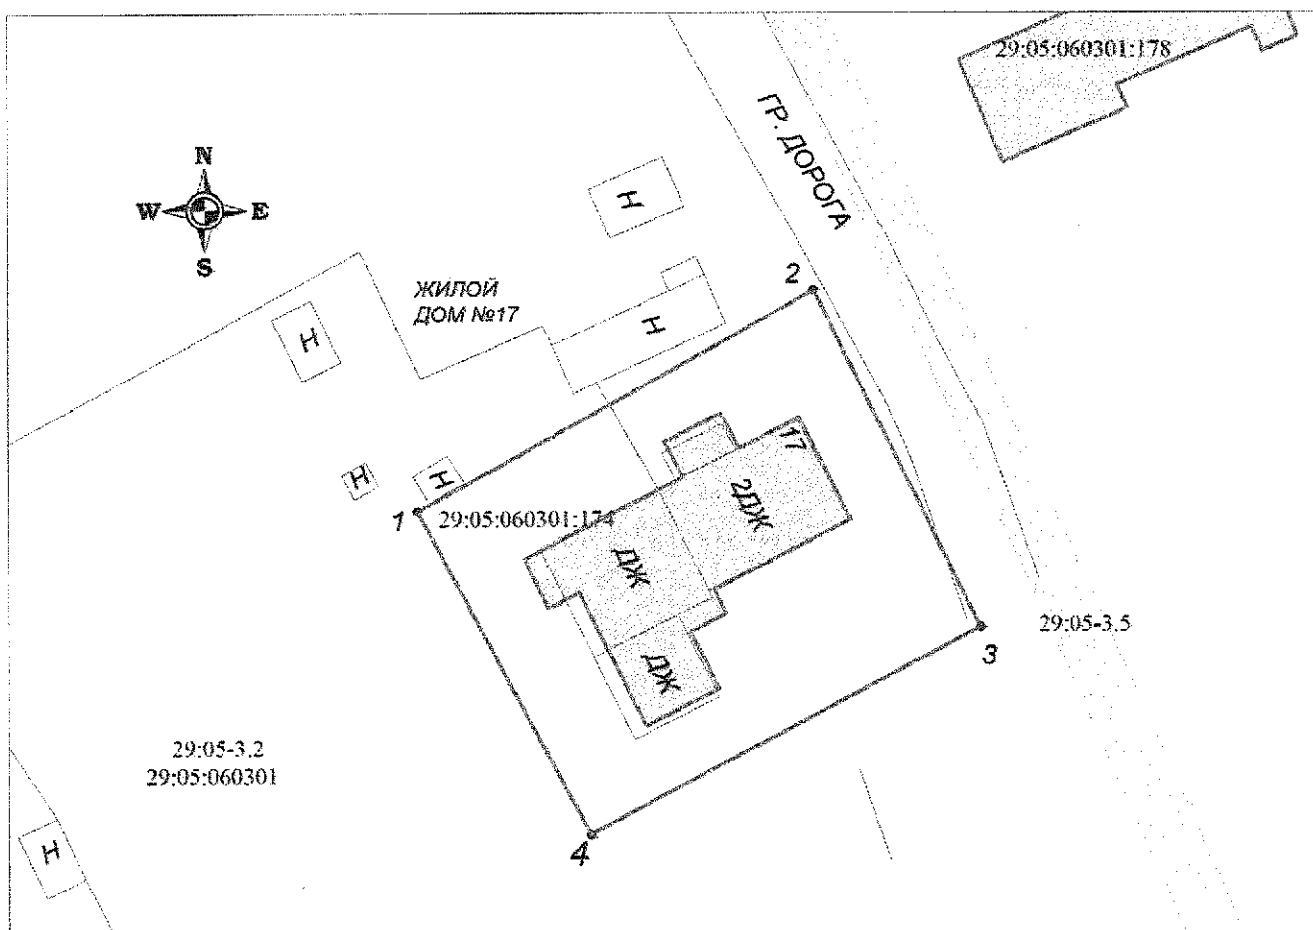 29:05:060301:178
ГР. ДОРОГА
N
W E
S
Н
2
ЖИЛОЙ
ДОМ №17
Н
Н
17
Н
Н
1
29:05:060301:174
2ДЖ
ДЖ
29:05-3.5
3
ДЖ
29:05-3.2
29:05:060301
Н
4